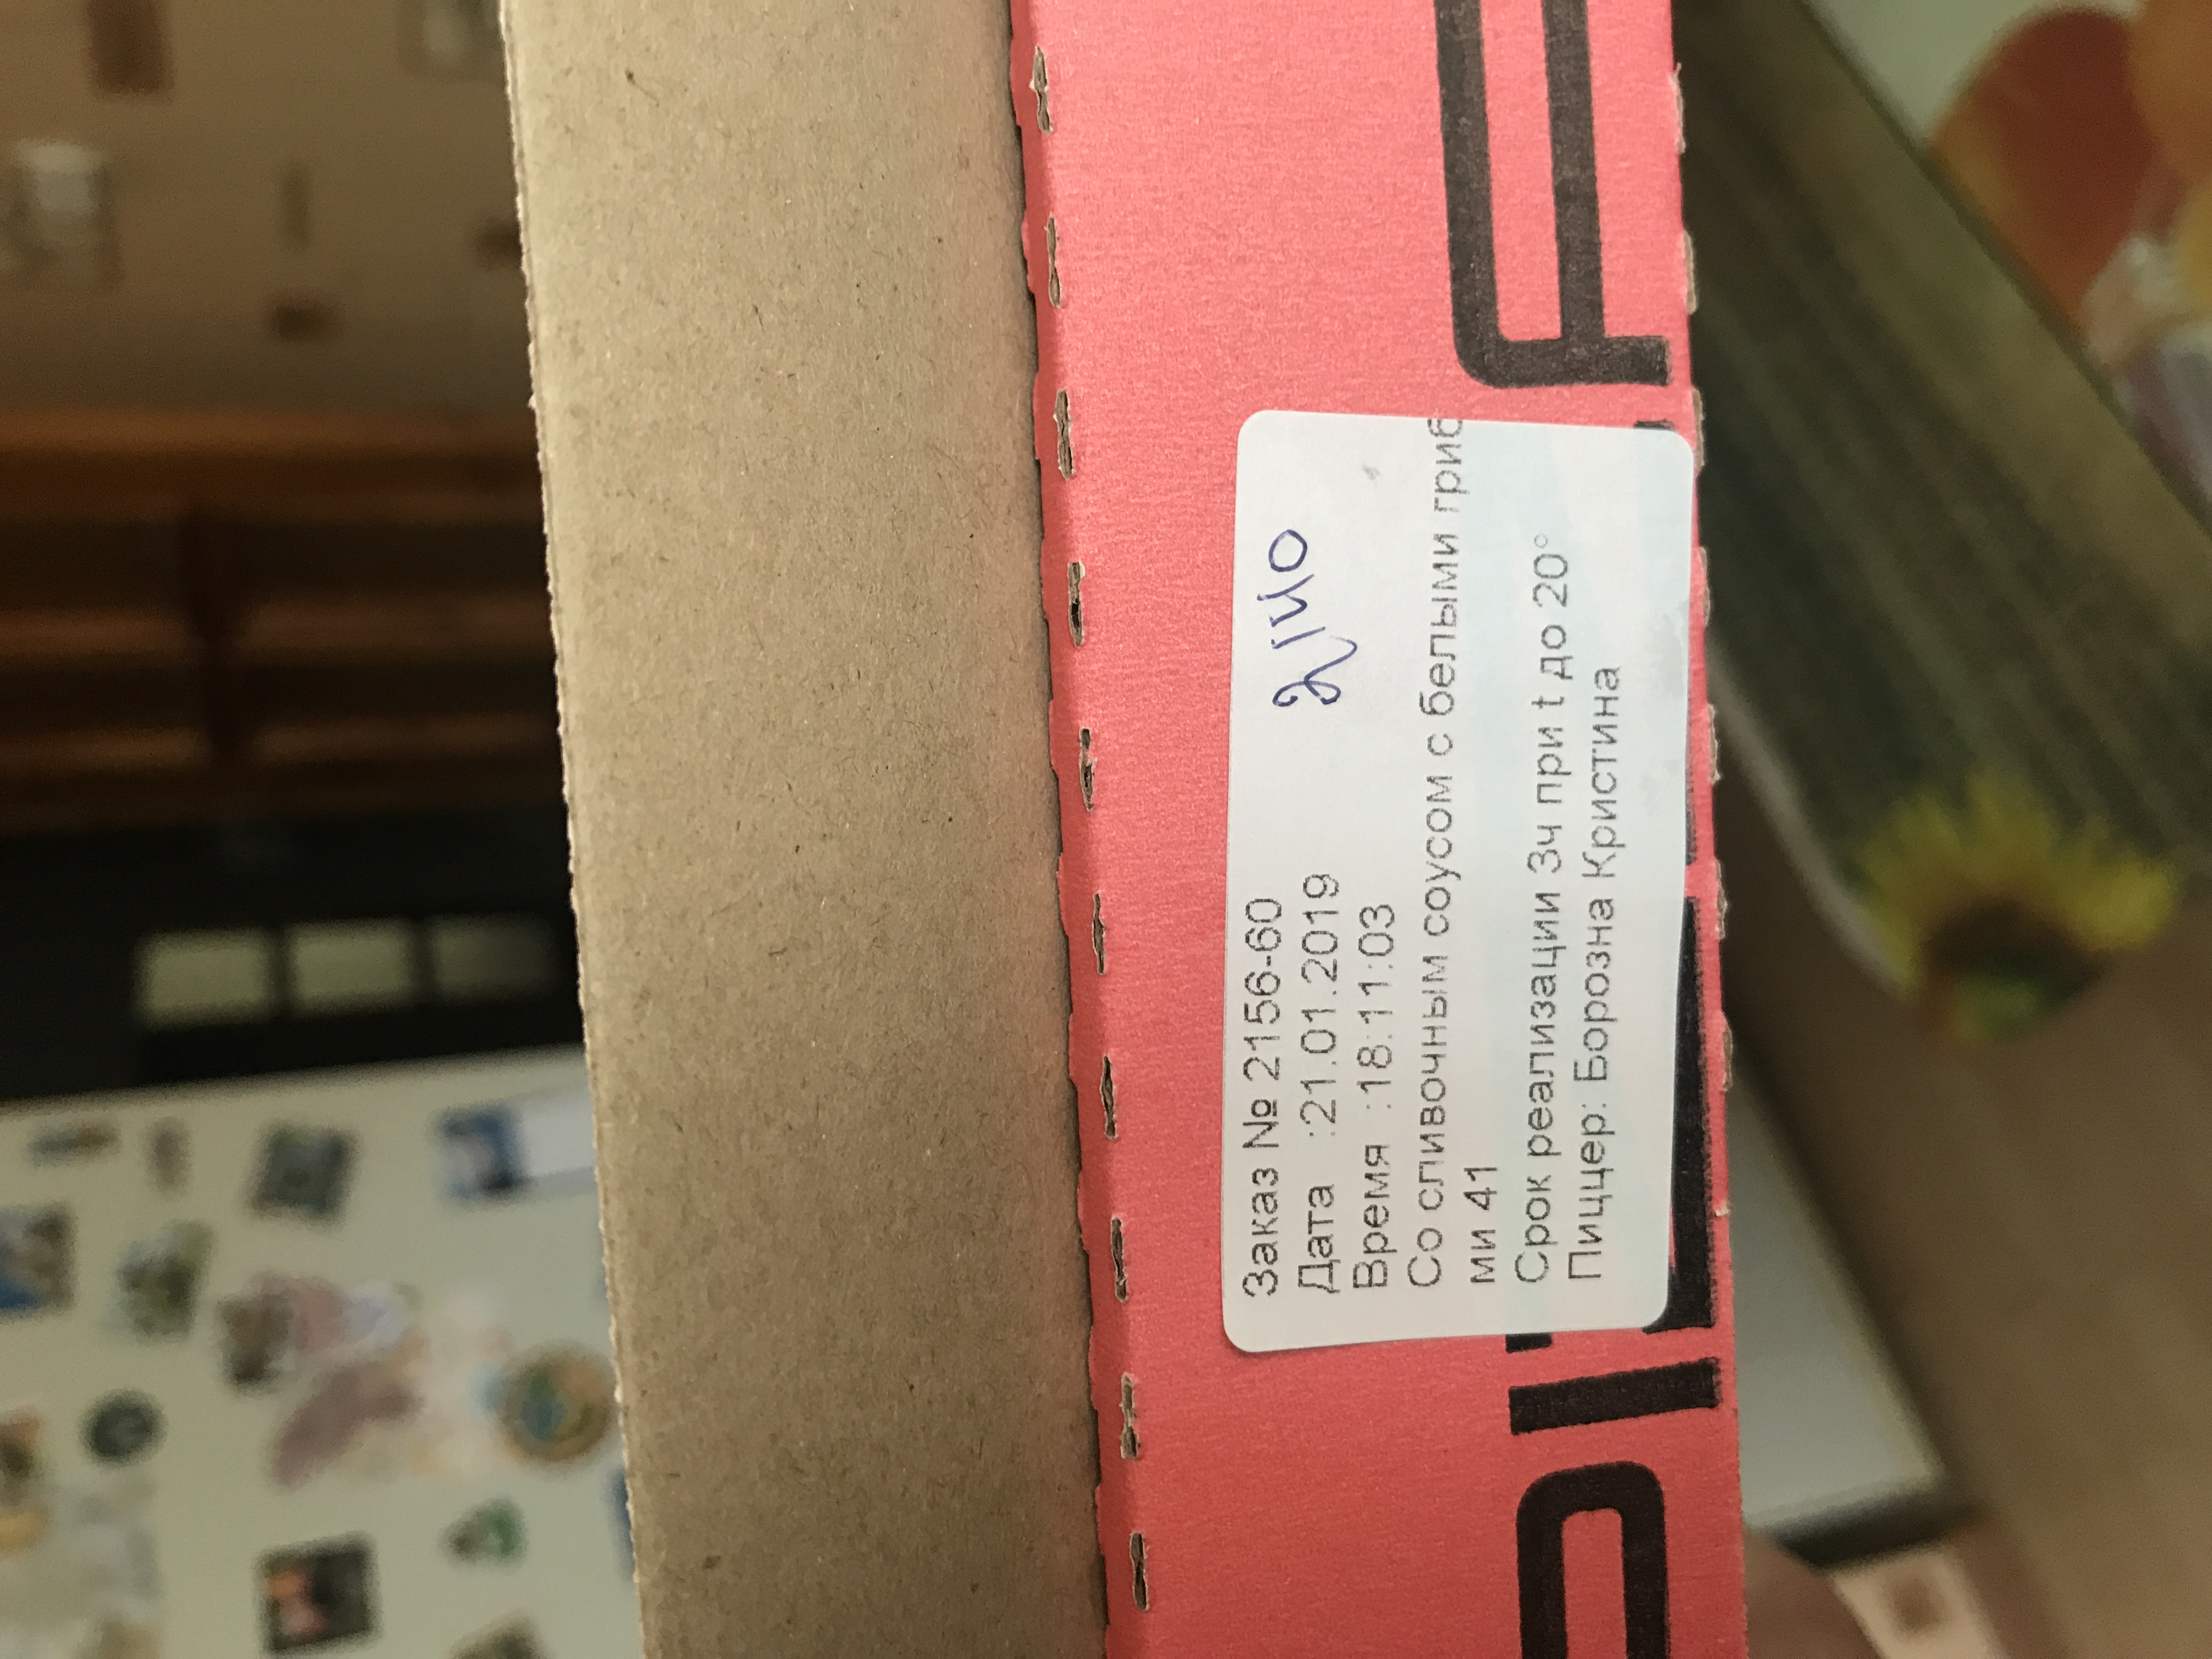 Заказ № 2156-60
2140
Дата :21.01.2019
Время :18:11:03
Со сливочным соусом с белыми гриб
ми 41
Срок реализации 3ч при t до 20°
Пиццер: Борозна Кристина